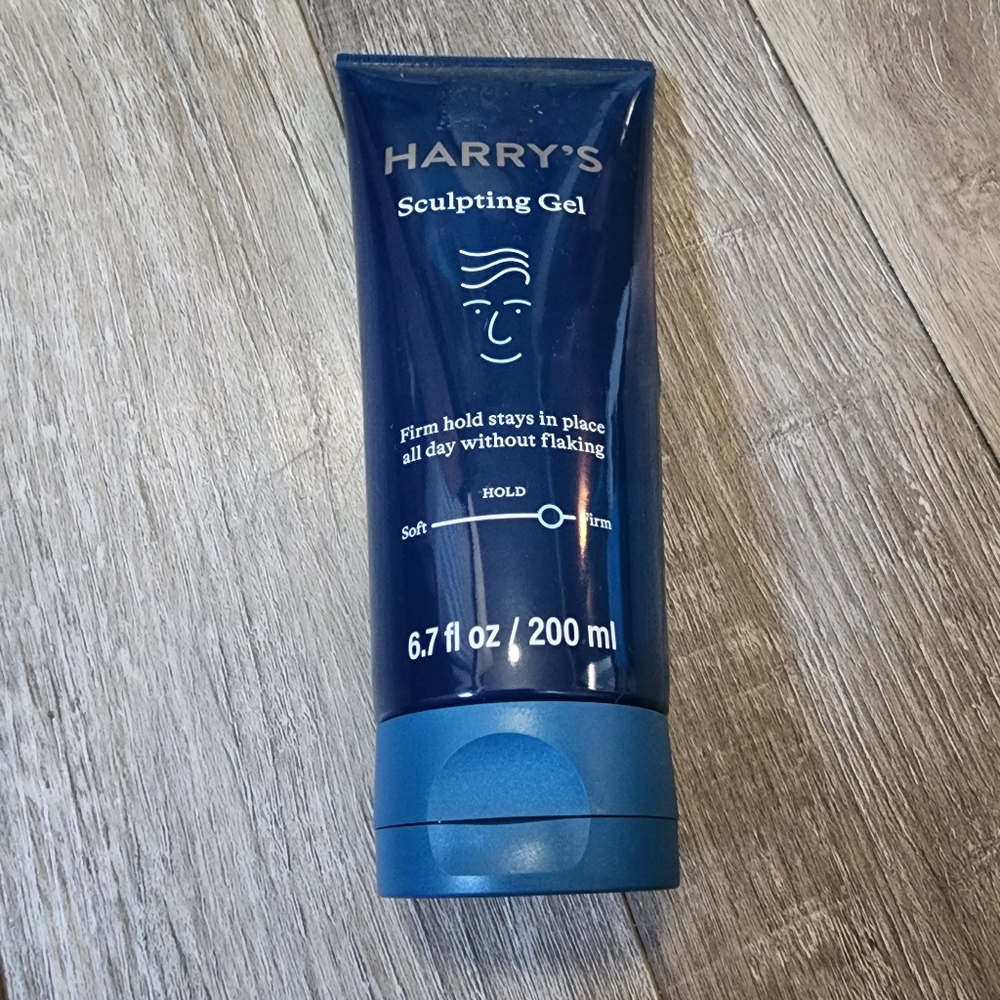 HARRY'S
Sculpting Gel
Firm hold stays in place
all day without flaking
HOLD
Soft Firm
6.7 fl oz / 200 ml